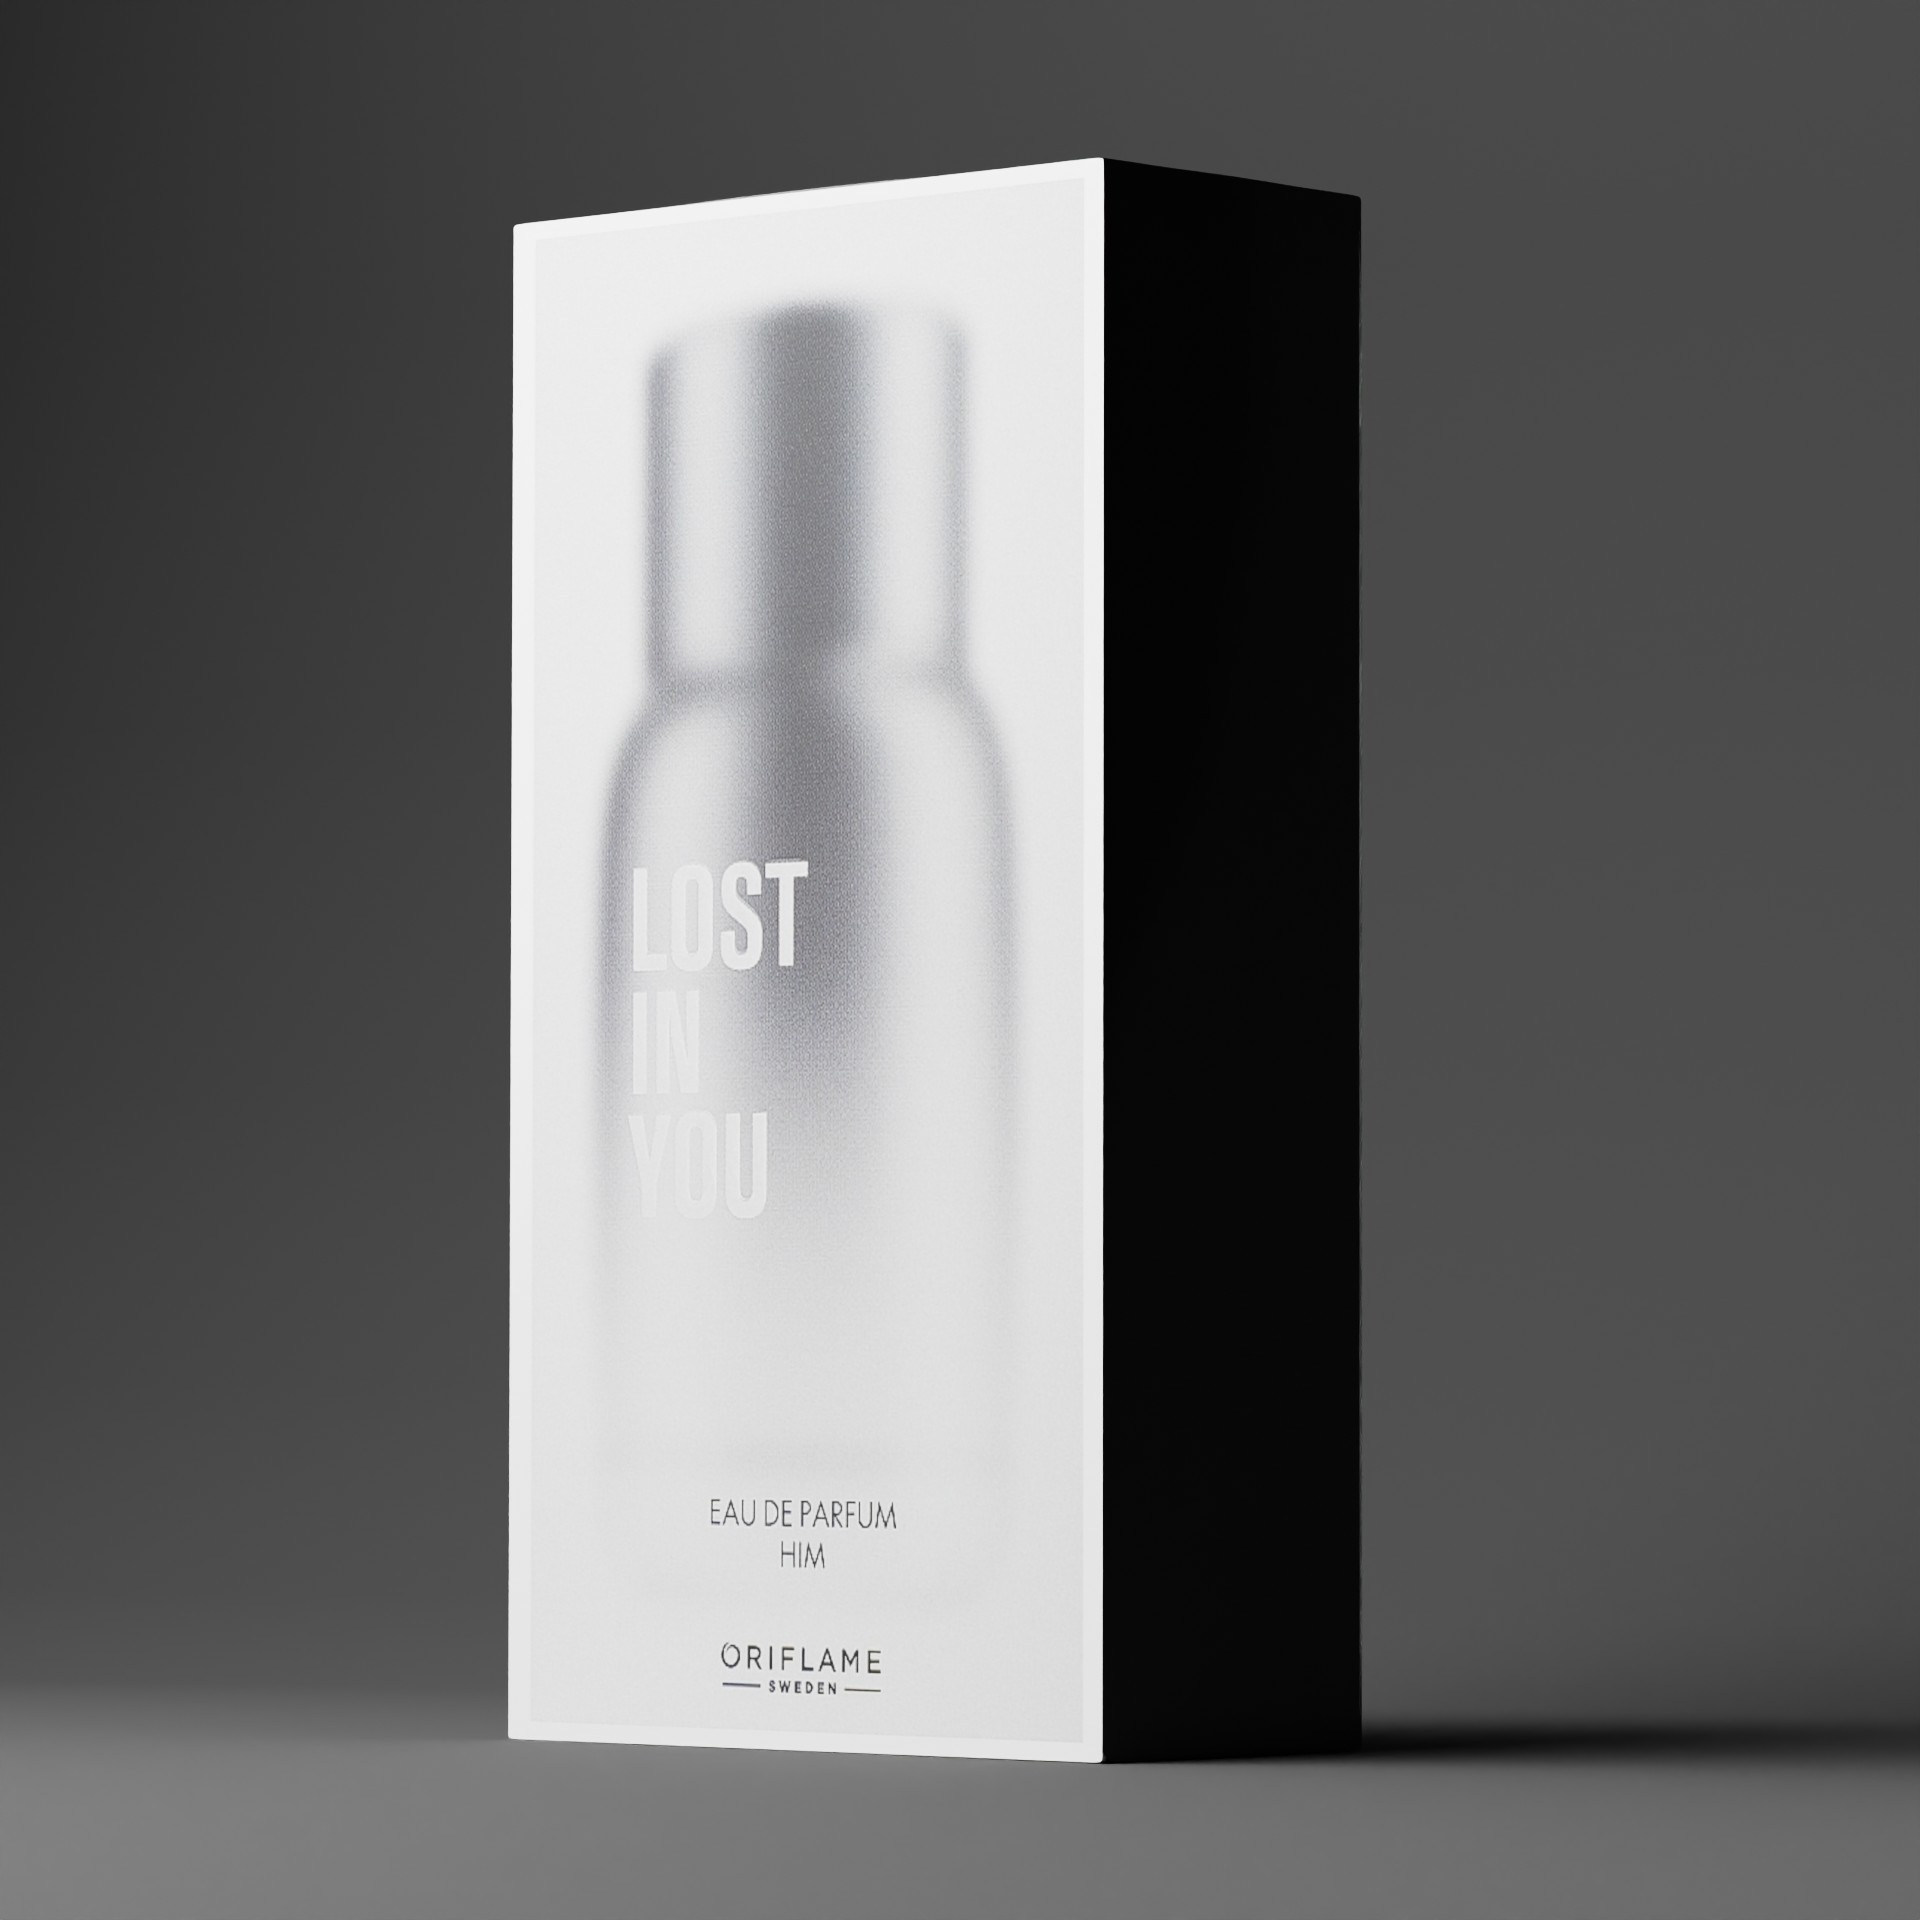 LOST
IN
YOU
EAU DE PARFUM
HIM
ORIFLAME
SWEDEN